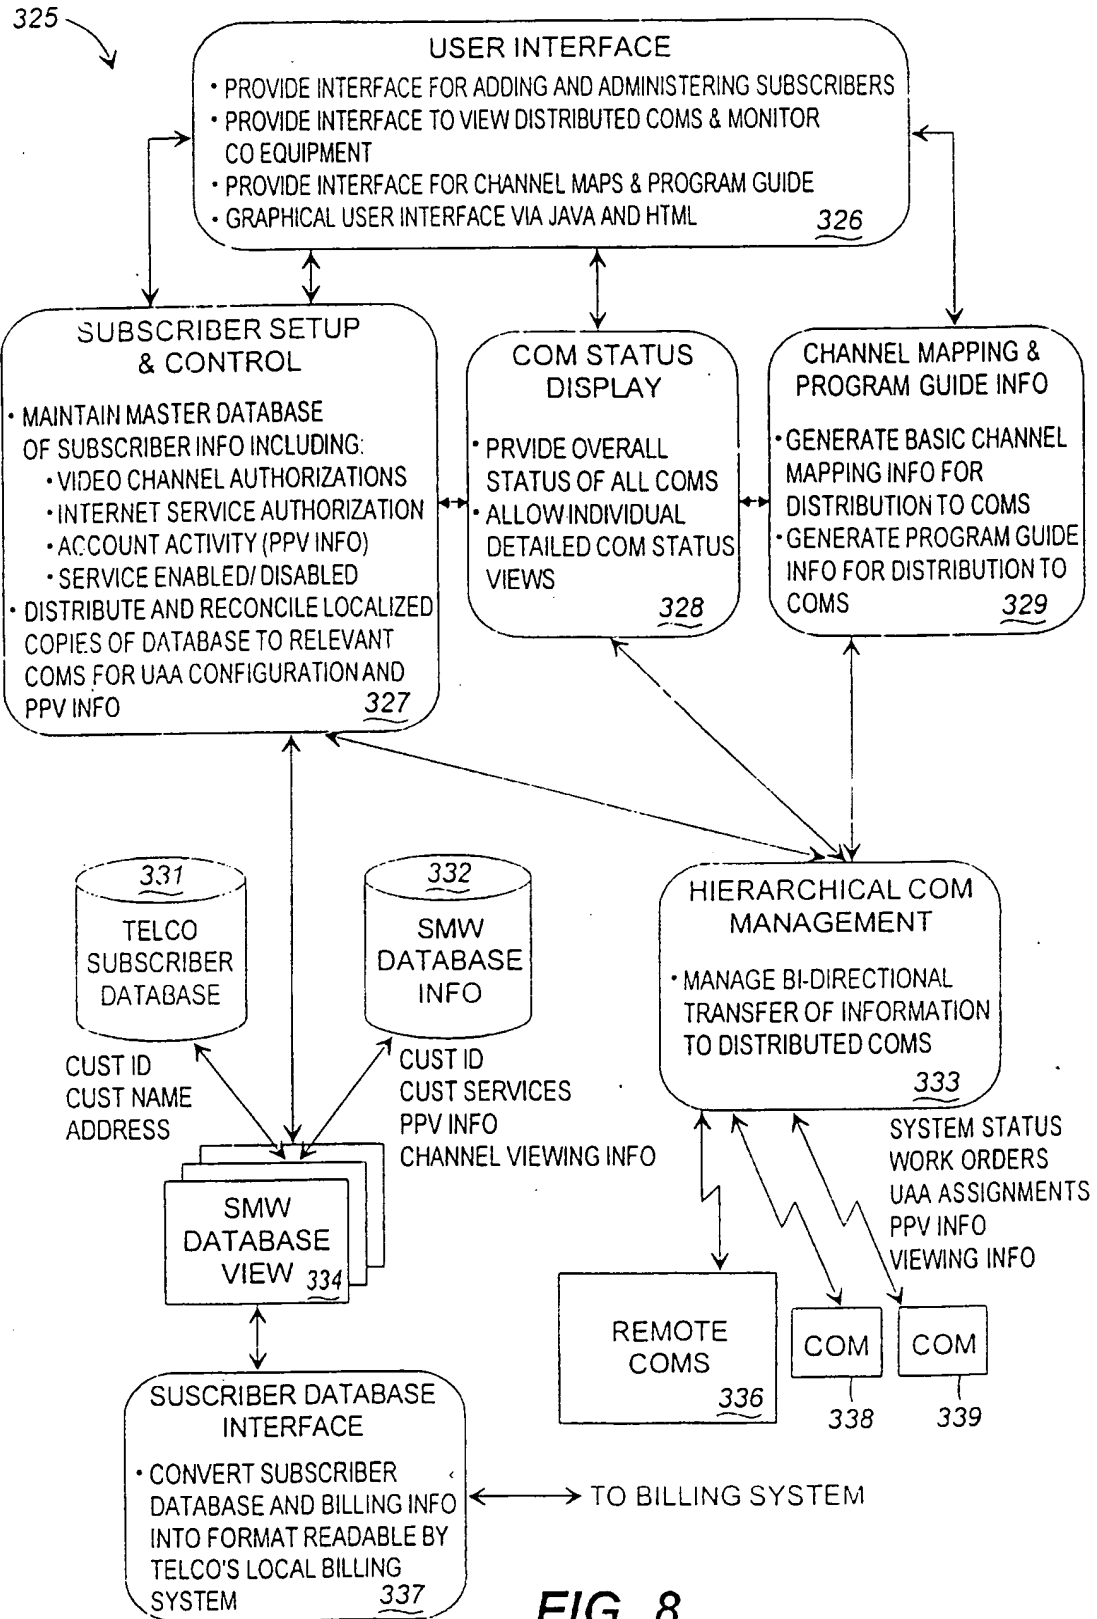 325
USER INTERFACE
• PROVIDE INTERFACE FOR ADDING AND ADMINISTERING SUBSCRIBERS
• PROVIDE INTERFACE TO VIEW DISTRIBUTED COMS & MONITOR
CO EQUIPMENT
• PROVIDE INTERFACE FOR CHANNEL MAPS & PROGRAM GUIDE
• GRAPHICAL USER INTERFACE VIA JAVA AND HTML
326
SUBSCRIBER SETUP
& CONTROL
• MAINTAIN MASTER DATABASE
OF SUBSCRIBER INFO INCLUDING:
• VIDEO CHANNEL AUTHORIZATIONS
• INTERNET SERVICE AUTHORIZATION
• ACCOUNT ACTIVITY (PPV INFO)
• SERVICE ENABLED/ DISABLED
• DISTRIBUTE AND RECONCILE LOCALIZED
COPIES OF DATABASE TO RELEVANT
COMS FOR UAA CONFIGURATION AND
PPV INFO
327
COM STATUS
DISPLAY
• PRVIDE OVERALL
STATUS OF ALL COMS
• ALLOW INDIVIDUAL
DETAILED COM STATUS
VIEWS
328
CHANNEL MAPPING &
PROGRAM GUIDE INFO
• GENERATE BASIC CHANNEL
MAPPING INFO FOR
DISTRIBUTION TO COMS
• GENERATE PROGRAM GUIDE
INFO FOR DISTRIBUTION TO
COMS
329
331
TELCO
SUBSCRIBER
DATABASE
332
SMW
DATABASE
INFO
HIERARCHICAL COM
MANAGEMENT
• MANAGE BI-DIRECTIONAL
TRANSFER OF INFORMATION
TO DISTRIBUTED COMS
333
CUST ID
CUST NAME
ADDRESS
CUST ID
CUST SERVICES
PPV INFO
CHANNEL VIEWING INFO
SYSTEM STATUS
WORK ORDERS
UAA ASSIGNMENTS
PPV INFO
VIEWING INFO
SMW
DATABASE
VIEW
334
REMOTE
COMS
336
COM
338
COM
339
SUSCRIBER DATABASE
INTERFACE
• CONVERT SUBSCRIBER
DATABASE AND BILLING INFO
INTO FORMAT READABLE BY
TELCO'S LOCAL BILLING
SYSTEM
337
TO BILLING SYSTEM
FIG 8